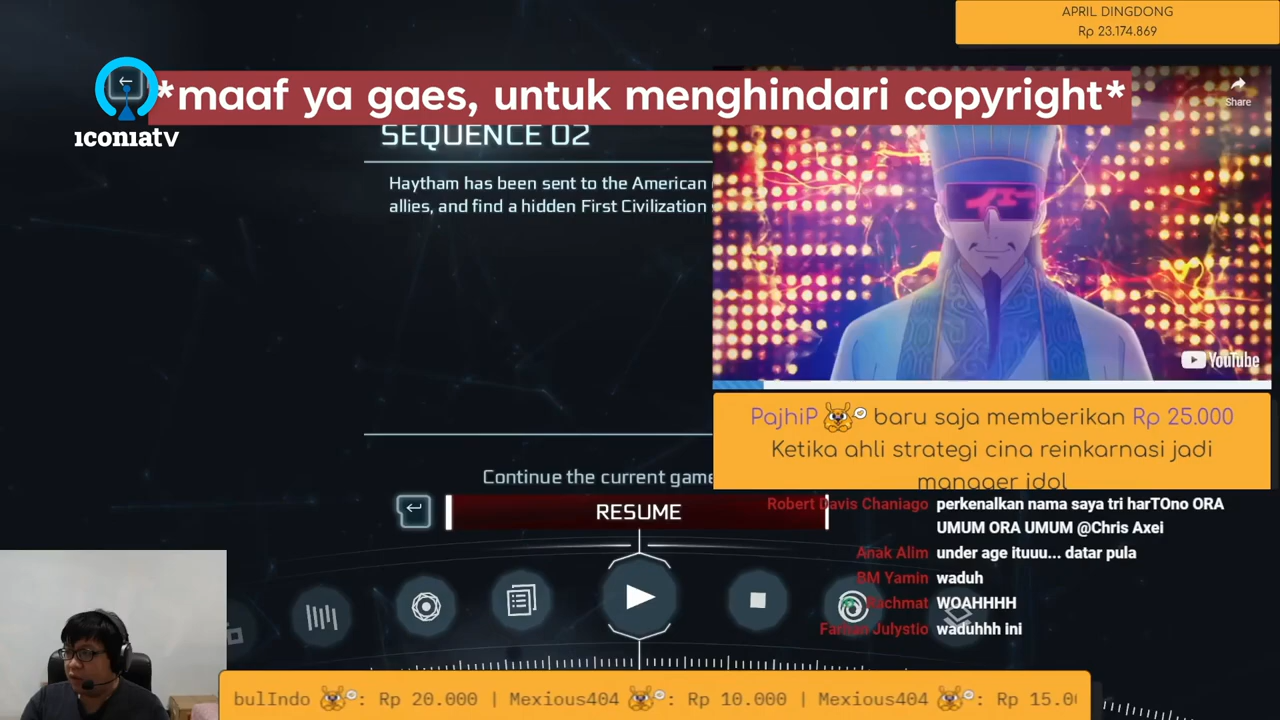 APRIL DINGDONG
Rp 23.174.869
*maaf ya gaes, untuk menghindari copyright*
ıconıatv
Share
SEQUENCE 02
Haytham has been sent to the American
allies, and find a hidden First Civilization
YouTube
PajhiP baru saja memberikan Rp 25.000
Ketika ahli strategi cina reinkarnasi jadi
manager idol
Continue the current game
RESUME
Robert Davis Chaniago perkenalkan nama saya tri harTOno ORA
UMUM ORA UMUM @Chris Axei
Anak Alim under age ituuu... datar pula
BM Yamin waduh
Rachmat WOAHHHH
Farhan Julystio waduhhh ini
bulIndo : Rp 20.000 | Mexious404 : Rp 10.000 | Mexious404 : Rp 15.0